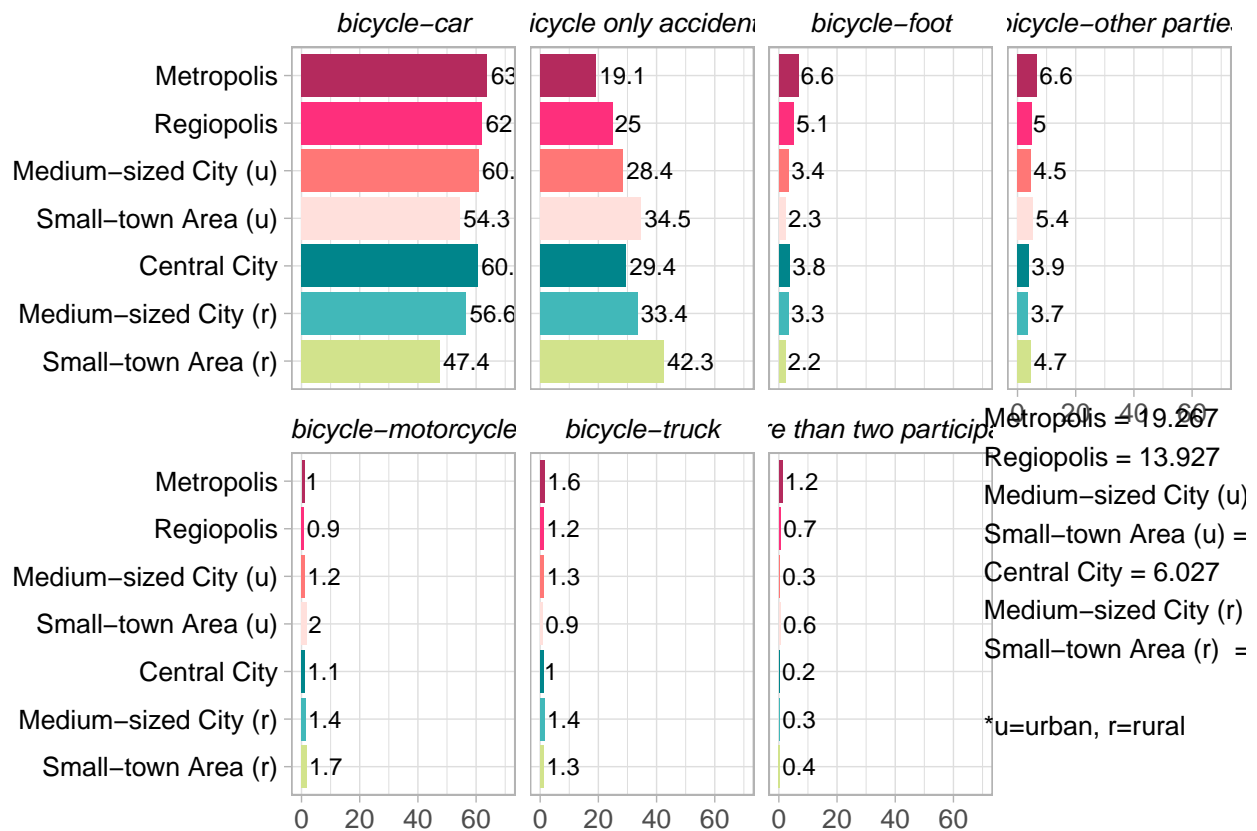 bicycle−car
icycle only accident
bicycle−foot
bicycle−other parties
Metropolis 63 19.1 6.6 6.6
Regiopolis 62 25 5.1 5
Medium−sized City (u) 60. 28.4 3.4 4.5
Small−town Area (u) 54.3 34.5 2.3 5.4
Central City 60. 29.4 3.8 3.9
Medium−sized City (r) 56.6 33.4 3.3 3.7
Small−town Area (r) 47.4 42.3 2.2 4.7
0 20 40 60
bicycle−motorcycle
bicycle−truck
re than two participa
Metropolis 1 1.6 1.2
Regiopolis 0.9 1.2 0.7
Medium−sized City (u) 1.2 1.3 0.3
Small−town Area (u) 2 0.9 0.6
Central City 1.1 1 0.2
Medium−sized City (r) 1.4 1.4 0.3
Small−town Area (r) 1.7 1.3 0.4
0 20 40 60
0 20 40 60
0 20 40 60
Metropolis = 19.267
Regiopolis = 13.927
Medium−sized City (u)
Small−town Area (u) =
Central City = 6.027
Medium−sized City (r)
Small−town Area (r) =
*u=urban, r=rural